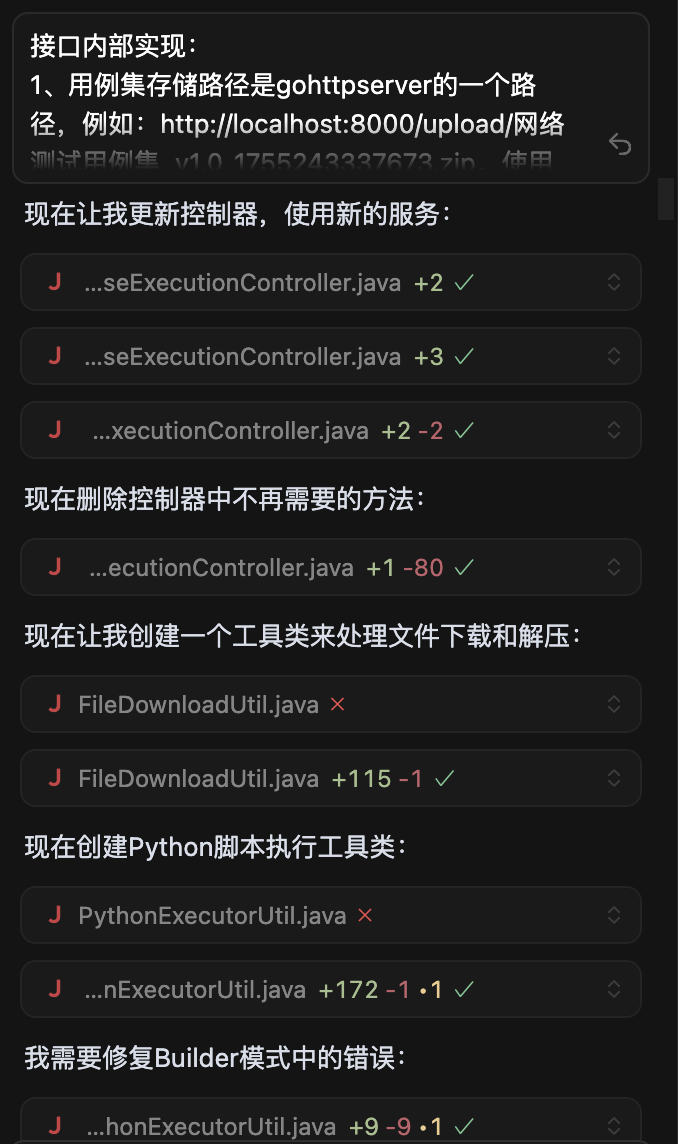 接口内部实现：
1、用例集存储路径是gohttpserver的一个路
径，例如：http://localhost:8000/upload/网络
测试用例集_v1.0_1755243337673.zip。使用
现在让我更新控制器，使用新的服务：
J ...seExecutionController.java +2 ✓
J ...seExecutionController.java +3 ✓
J ...xecutionController.java +2 -2 ✓
现在删除控制器中不再需要的方法：
J ...ecutionController.java +1 -80 ✓
现在让我创建一个工具类来处理文件下载和解压：
J FileDownloadUtil.java ×
J FileDownloadUtil.java +115 -1 ✓
现在创建Python脚本执行工具类：
J PythonExecutorUtil.java ×
J ...nExecutorUtil.java +172 -1 •1 ✓
我需要修复Builder模式中的错误：
J ...honExecutorUtil.java +9 -9 •1 ✓